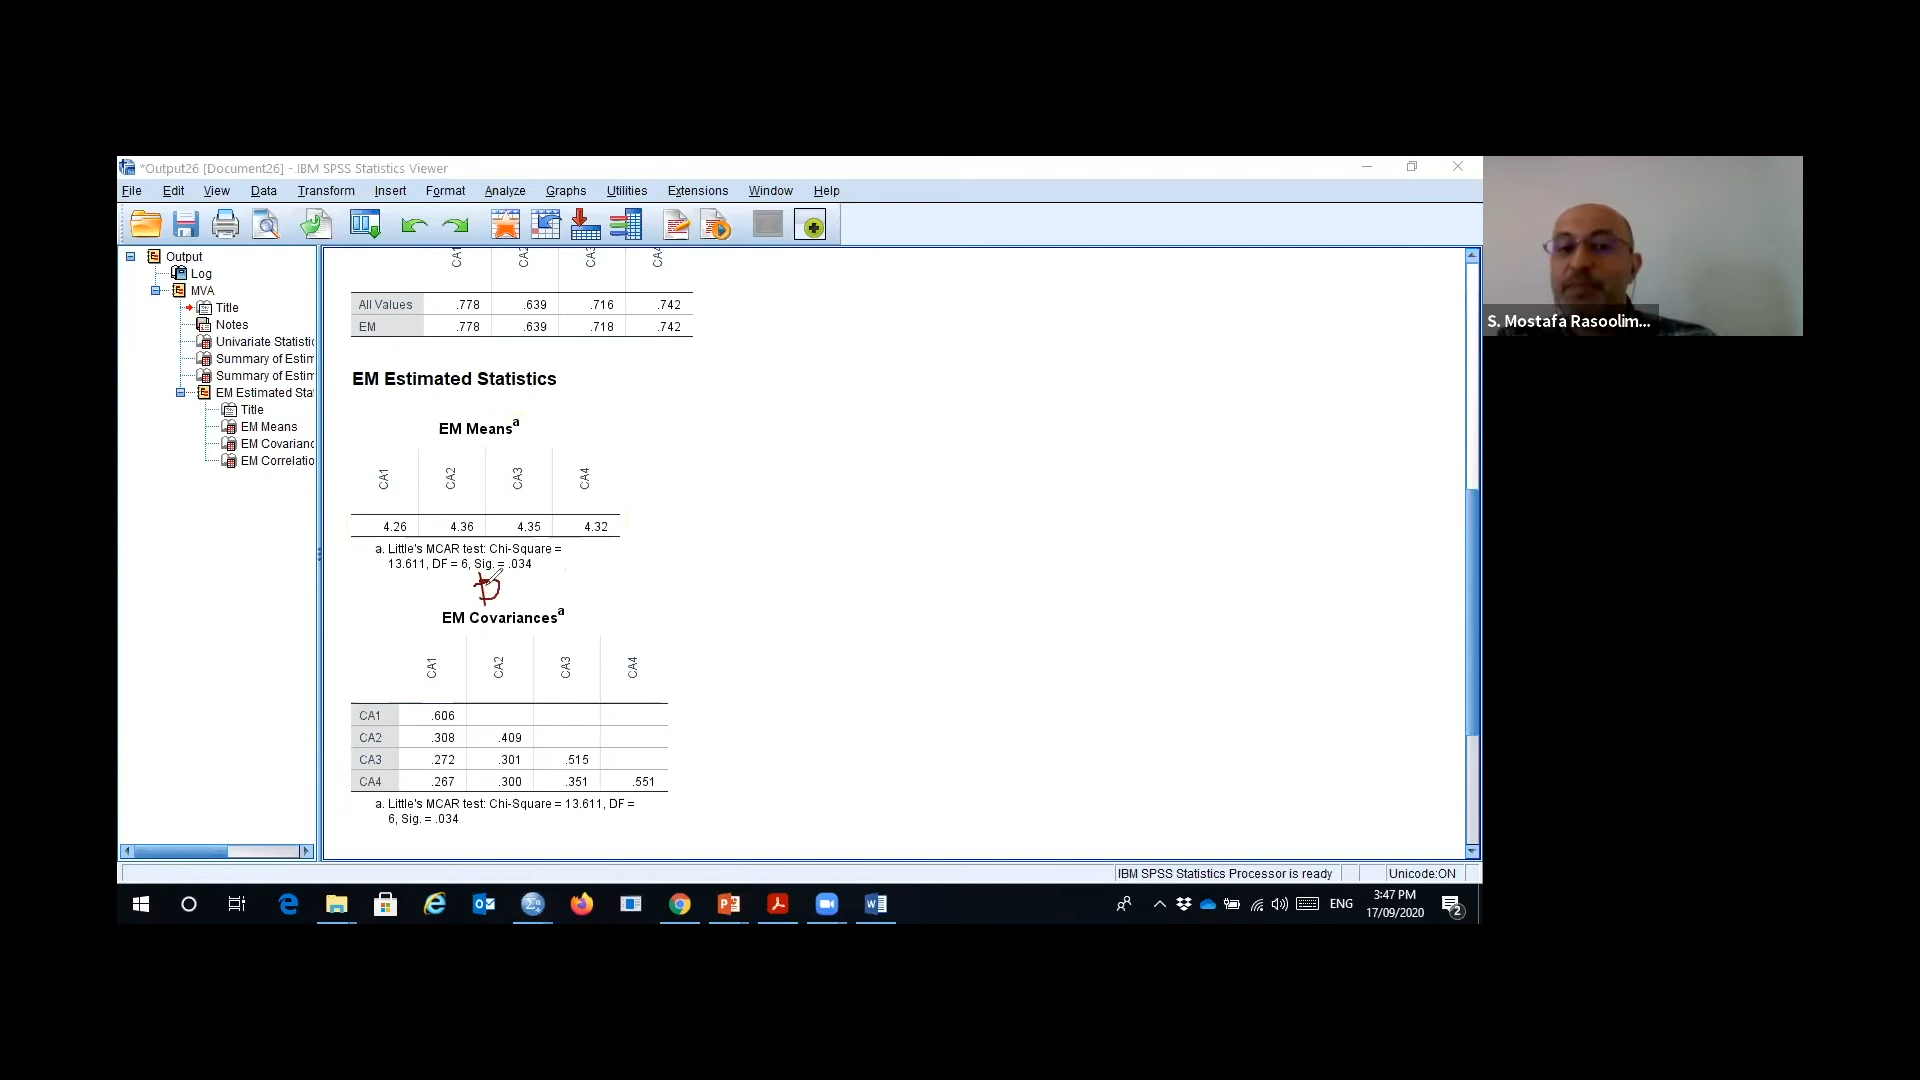 *Output26 [Document26] - IBM SPSS Statistics Viewer
File Edit View Data Transform Insert Format Analyze Graphs Utilities Extensions Window Help
Output
Log
MVA
Title
Notes
Univariate Statistic
Summary of Estim
Summary of Estim
EM Estimated Sta
Title
EM Means
EM Covarianc
EM Correlatio
CA1 CA2 CA3 CA4
All Values .778 .639 .716 .742
EM .778 .639 .718 .742
EM Estimated Statistics
EM Means a
CA1 CA2 CA3 CA4
4.26 4.36 4.35 4.32
a. Little's MCAR test: Chi-Square =
13.611, DF = 6, Sig. = .034
EM Covariances a
CA1 CA2 CA3 CA4
CA1 .606
CA2 .308 .409
CA3 .272 .301 .515
CA4 .267 .300 .351 .551
a. Little's MCAR test: Chi-Square = 13.611, DF =
6, Sig. = .034
IBM SPSS Statistics Processor is ready Unicode:ON
ENG
3:47 PM
17/09/2020
2
S. Mostafa Rasoolim...